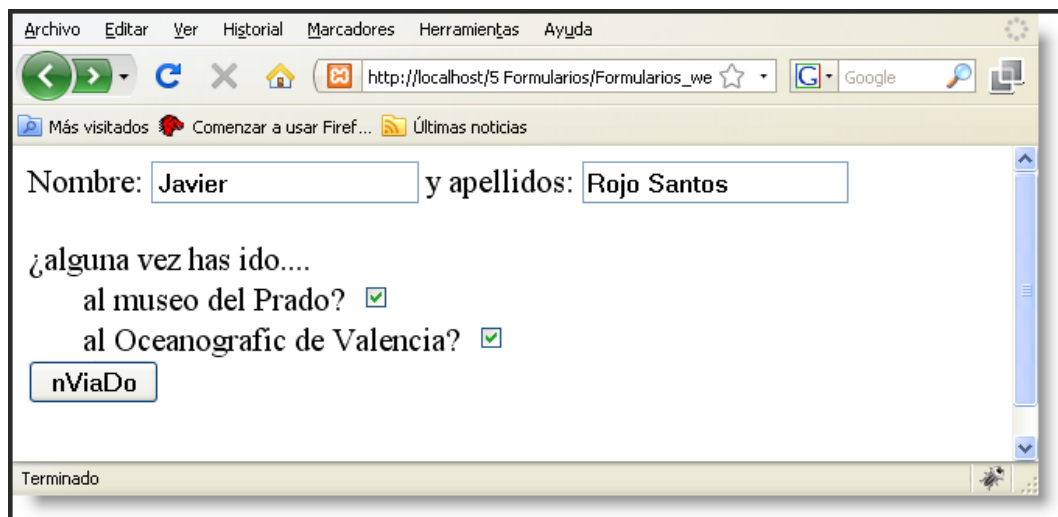 Archivo Editar Ver Historial Marcadores Herramientas Ayuda
http://localhost/5 Formularios/Formularios_we Google
Más visitados Comenzar a usar Firef... Últimas noticias
Nombre: Javier y apellidos: Rojo Santos
¿alguna vez has ido....
al museo del Prado?
al Oceanografic de Valencia?
nViaDo
Terminado